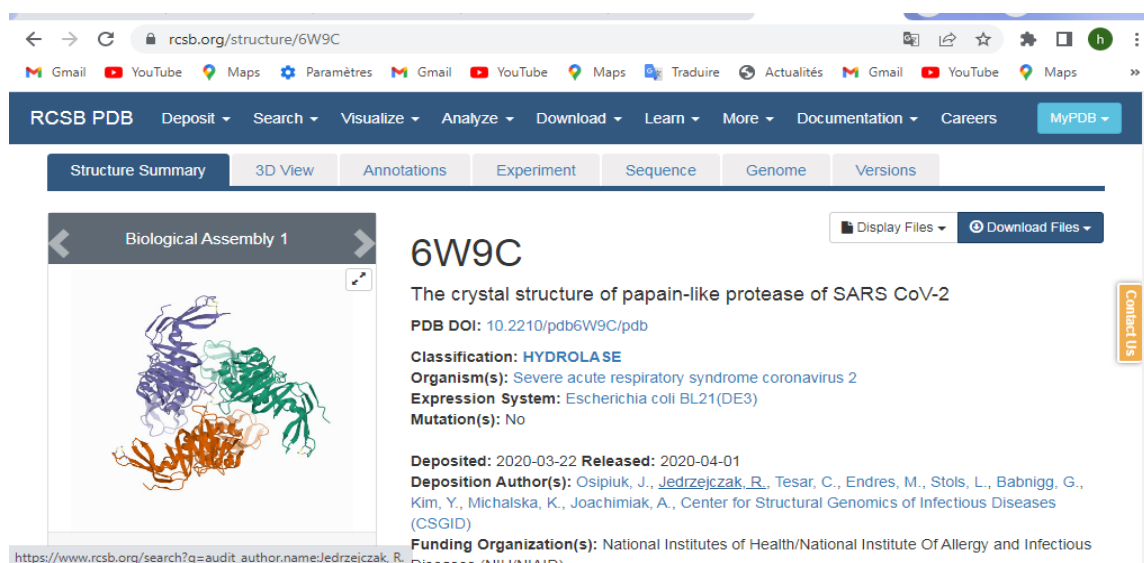 rcsb.org/structure/6W9C
h
Gmail YouTube Maps Paramètres Gmail YouTube Maps Traduire Actualités Gmail YouTube Maps »
RCSB PDB Deposit Search Visualize Analyze Download Learn More Documentation Careers MyPDB
Structure Summary 3D View Annotations Experiment Sequence Genome Versions
Biological Assembly 1
Display Files Download Files
6W9C
The crystal structure of papain-like protease of SARS CoV-2
PDB DOI: 10.2210/pdb6W9C/pdb
Classification: HYDROLASE
Organism(s): Severe acute respiratory syndrome coronavirus 2
Expression System: Escherichia coli BL21(DE3)
Mutation(s): No
Deposited: 2020-03-22 Released: 2020-04-01
Deposition Author(s): Osipiuk, J., Jedrzejczak, R., Tesar, C., Endres, M., Stols, L., Babnigg, G.,
Kim, Y., Michalska, K., Joachimiak, A., Center for Structural Genomics of Infectious Diseases
(CSGID)
Funding Organization(s): National Institutes of Health/National Institute Of Allergy and Infectious
Diseases (NIH/NIAID)
Contact Us
https://www.rcsb.org/search?q=audit_author.name:Jedrzejczak, R.